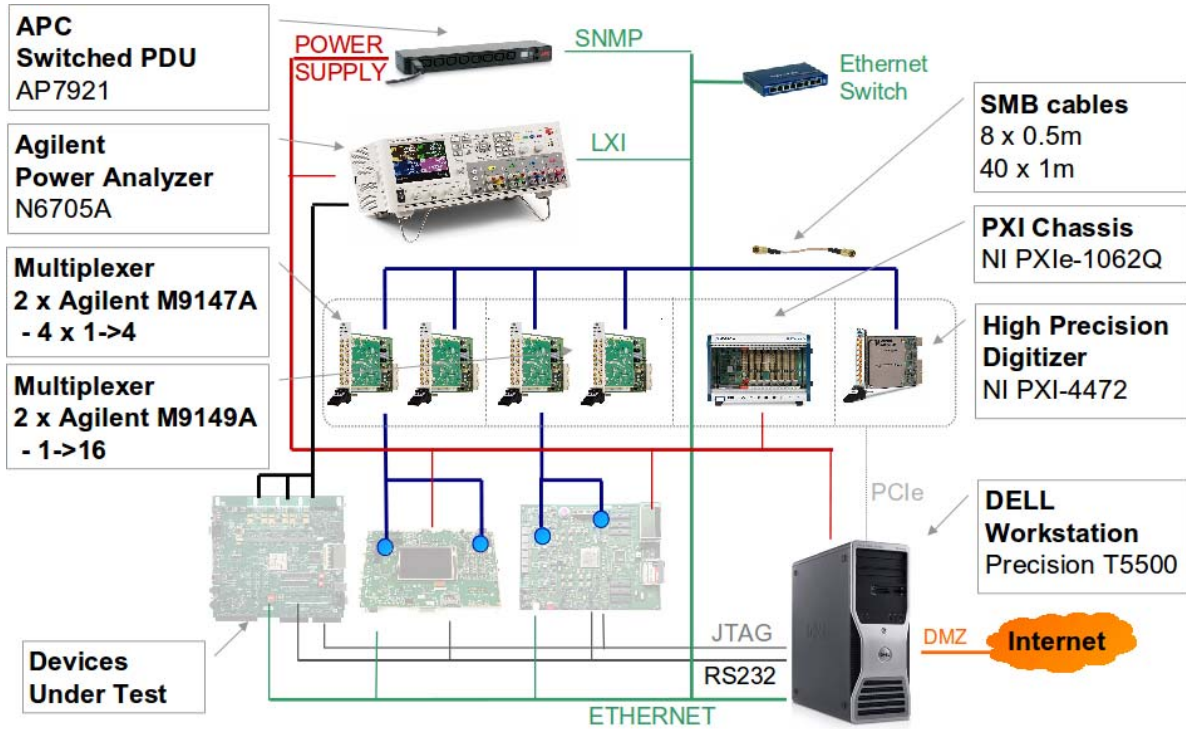 APC
Switched PDU
AP7921
POWER
SUPPLY
SNMP
Ethernet
Switch
SMB cables
8 x 0.5m
40 x 1m
Agilent
Power Analyzer
N6705A
LXI
PXI Chassis
NI PXIe-1062Q
Multiplexer
2 x Agilent M9147A
- 4 x 1->4
High Precision
Digitizer
NI PXI-4472
Multiplexer
2 x Agilent M9149A
- 1->16
PCIe
DELL
Workstation
Precision T5500
Devices
Under Test
JTAG
RS232
ETHERNET
DMZ
Internet